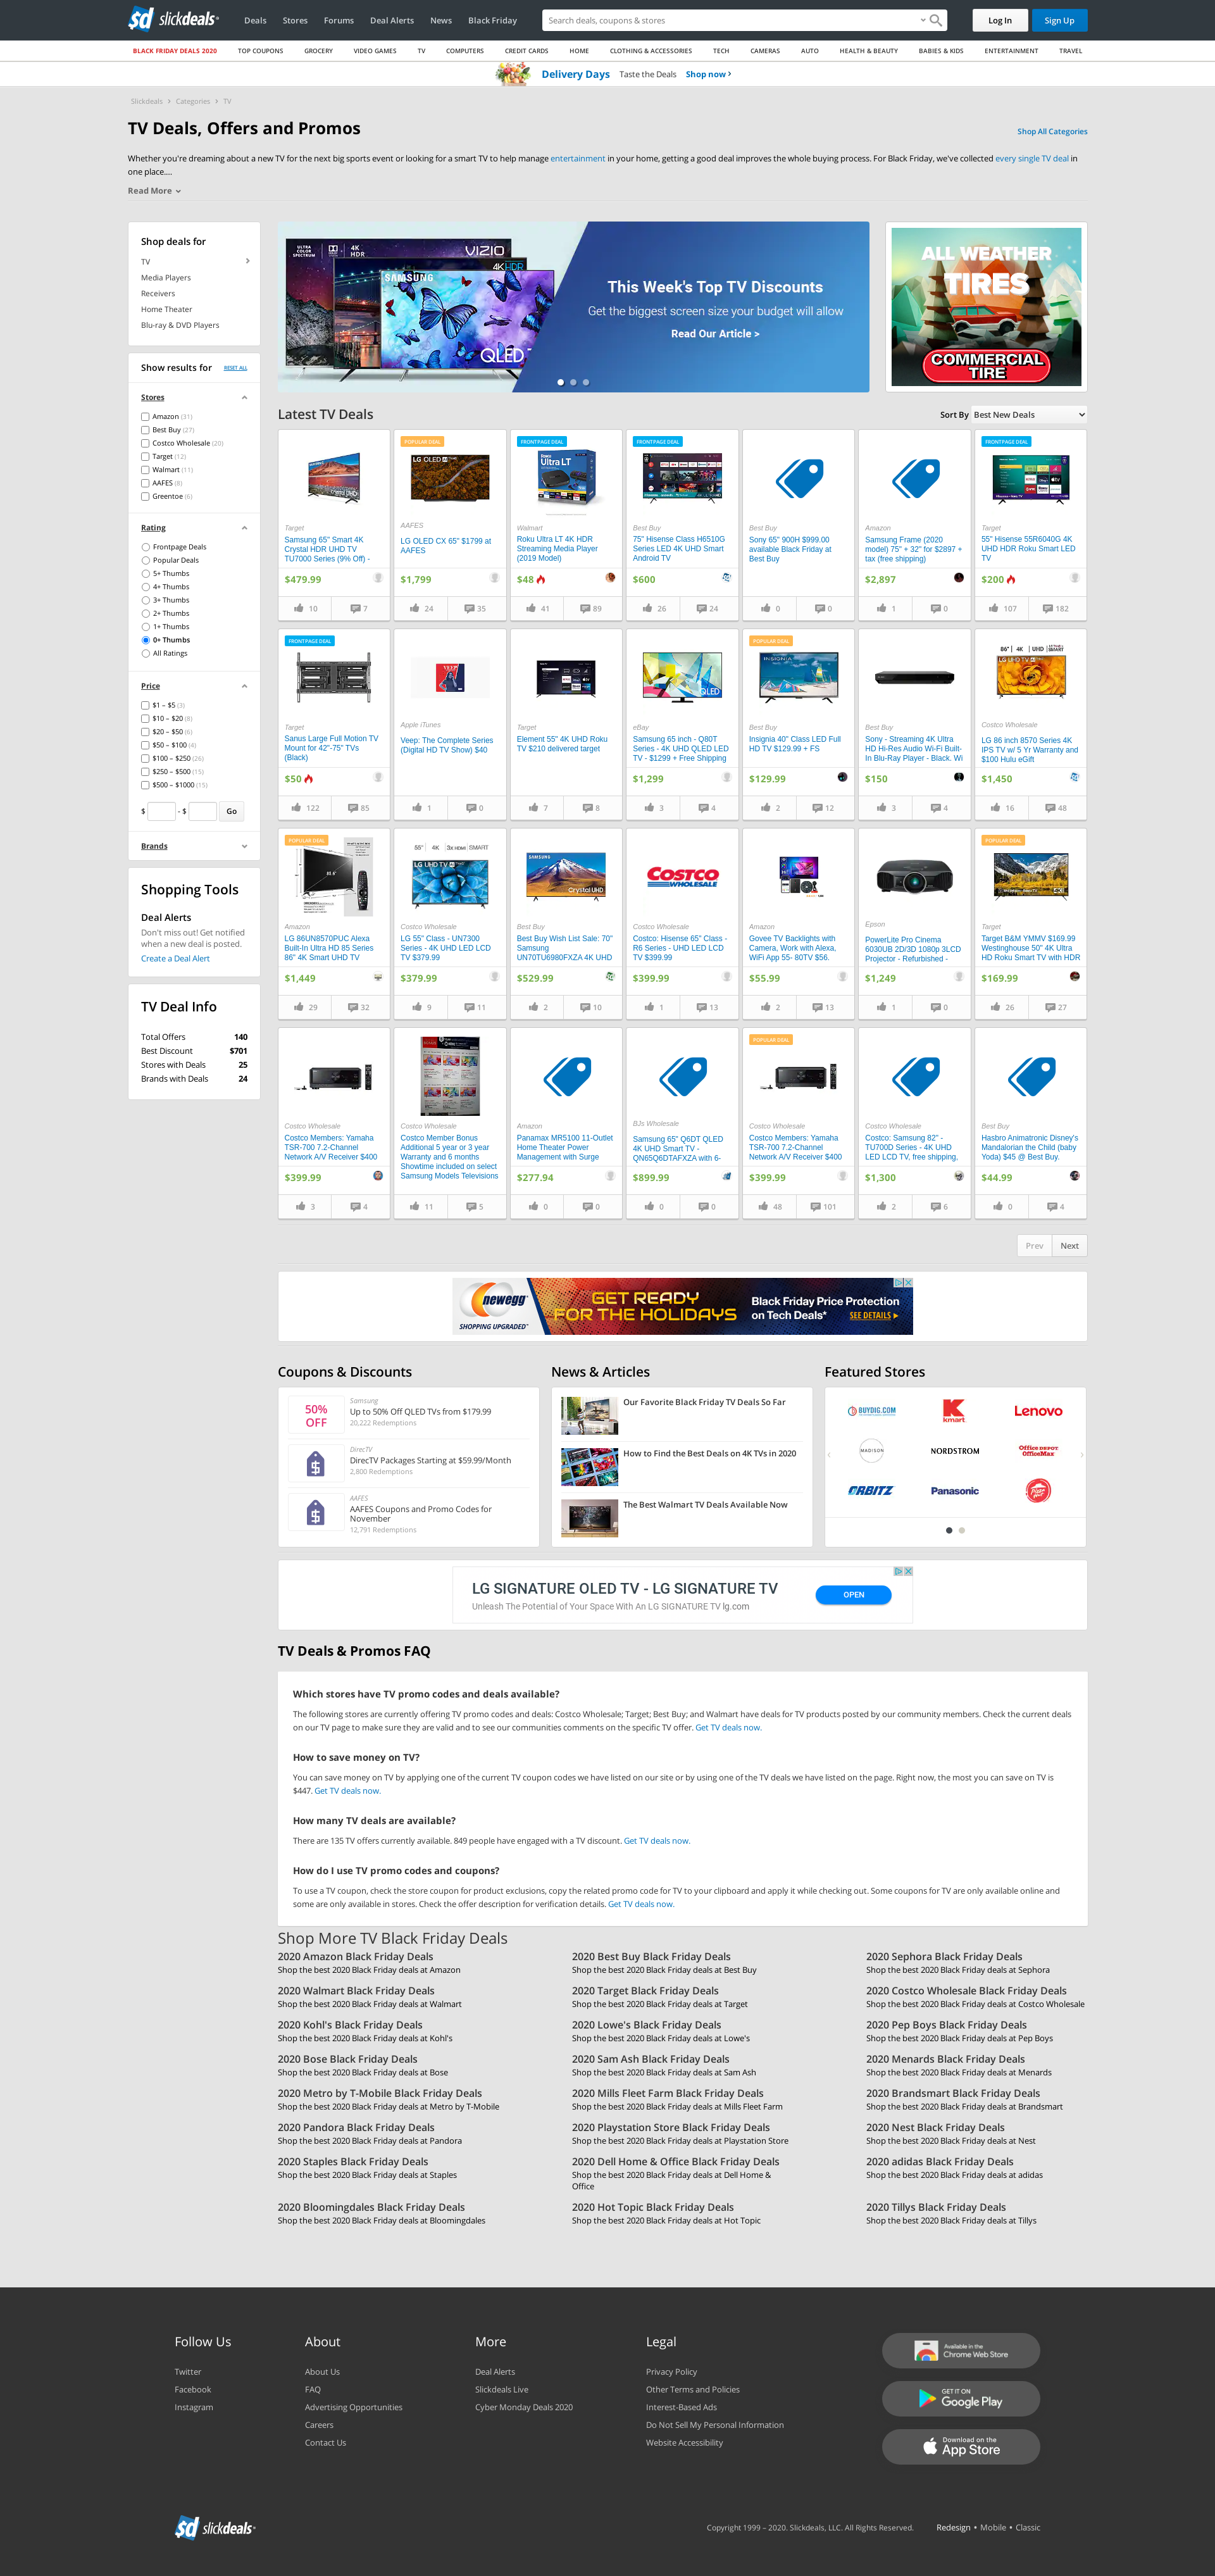 slickdeals
Deals Stores Forums Deal Alerts News Black Friday
Search deals, coupons & stores
Log In Sign Up
BLACK FRIDAY DEALS 2020 TOP COUPONS GROCERY VIDEO GAMES TV COMPUTERS CREDIT CARDS HOME CLOTHING & ACCESSORIES TECH CAMERAS AUTO HEALTH & BEAUTY BABIES & KIDS ENTERTAINMENT TRAVEL
Delivery Days Taste the Deals Shop now
Slickdeals Categories TV
TV Deals, Offers and Promos
Shop All Categories
Whether you're dreaming about a new TV for the next big sports event or looking for a smart TV to help manage entertainment in your home, getting a good deal improves the whole buying process. For Black Friday, we've collected every single TV deal in
one place....
Read More
Shop deals for
TV
Media Players
Receivers
Home Theater
Blu-ray & DVD Players
Show results for RESET ALL
Stores
Amazon (31)
Best Buy (27)
Costco Wholesale (20)
Target (12)
Walmart (11)
AAFES (8)
Greentoe (6)
Rating
Frontpage Deals
Popular Deals
5+ Thumbs
4+ Thumbs
3+ Thumbs
2+ Thumbs
1+ Thumbs
0+ Thumbs
All Ratings
Price
$1 – $5 (3)
$10 – $20 (8)
$20 – $50 (6)
$50 – $100 (4)
$100 – $250 (26)
$250 – $500 (15)
$500 – $1000 (15)
$ - $ Go
Brands
Shopping Tools
Deal Alerts
Don't miss out! Get notified
when a new deal is posted.
Create a Deal Alert
TV Deal Info
Total Offers 140
Best Discount $701
Stores with Deals 25
Brands with Deals 24
VIZIO
4K HDR
SAMSUNG
QLED
This Week's Top TV Discounts
Get the biggest screen size your budget will allow
Read Our Article >
ALL WEATHER
TIRES
COMMERCIAL
TIRE
Latest TV Deals
Sort By Best New Deals
Target
Samsung 65" Smart 4K
Crystal HDR UHD TV
TU7000 Series (9% Off) -
$479.99
10 7
POPULAR DEAL
LG OLED
AAFES
LG OLED CX 65" $1799 at
AAFES
$1,799
24 35
FRONTPAGE DEAL
Ultra LT
Walmart
Roku Ultra LT 4K HDR
Streaming Media Player
(2019 Model)
$48
41 89
FRONTPAGE DEAL
Best Buy
75" Hisense Class H6510G
Series LED 4K UHD Smart
Android TV
$600
26 24
Best Buy
Sony 65" 900H $999.00
available Black Friday at
Best Buy
0 0
Amazon
Samsung Frame (2020
model) 75" + 32" for $2897 +
tax (free shipping)
$2,897
1 0
FRONTPAGE DEAL
Target
55" Hisense 55R6040G 4K
UHD HDR Roku Smart LED
TV
$200
107 182
FRONTPAGE DEAL
Target
Sanus Large Full Motion TV
Mount for 42"-75" TVs
(Black)
$50
122 85
VEEP
Apple iTunes
Veep: The Complete Series
(Digital HD TV Show) $40
1 0
Target
Element 55" 4K UHD Roku
TV $210 delivered target
7 8
QLED
eBay
Samsung 65 inch - Q80T
Series - 4K UHD QLED LED
TV - $1299 + Free Shipping
$1,299
3 4
POPULAR DEAL
INSIGNIA
Best Buy
Insignia 40" Class LED Full
HD TV $129.99 + FS
$129.99
2 12
Best Buy
Sony - Streaming 4K Ultra
HD Hi-Res Audio Wi-Fi Built-
In Blu-Ray Player - Black. Wi
$150
3 4
86" 4K UHD
LG UHD TV
Costco Wholesale
LG 86 inch 8570 Series 4K
IPS TV w/ 5 Yr Warranty and
$100 Hulu eGift
$1,450
16 48
POPULAR DEAL
Amazon
LG 86UN8570PUC Alexa
Built-In Ultra HD 85 Series
86" 4K Smart UHD TV
$1,449
29 32
55" 4K 3x HDMI SMART
LG UHD TV
Costco Wholesale
LG 55" Class - UN7300
Series - 4K UHD LED LCD
TV $379.99
$379.99
9 11
SAMSUNG
Crystal UHD
Best Buy
Best Buy Wish List Sale: 70"
Samsung
UN70TU6980FXZA 4K UHD
$529.99
2 10
COSTCO
WHOLESALE
Costco Wholesale
Costco: Hisense 65" Class -
R6 Series - UHD LED LCD
TV $399.99
$399.99
1 13
Amazon
Govee TV Backlights with
Camera, Work with Alexa,
WiFi App 55- 80TV $56.
$55.99
2 13
Epson
PowerLite Pro Cinema
6030UB 2D/3D 1080p 3LCD
Projector - Refurbished -
$1,249
1 0
POPULAR DEAL
Target
Target B&M YMMV $169.99
Westinghouse 50" 4K Ultra
HD Roku Smart TV with HDR
$169.99
26 27
Costco Wholesale
Costco Members: Yamaha
TSR-700 7.2-Channel
Network A/V Receiver $400
$399.99
3 4
Costco Wholesale
Costco Member Bonus
Additional 5 year or 3 year
Warranty and 6 months
Showtime included on select
Samsung Models Televisions
11 5
Amazon
Panamax MR5100 11-Outlet
Home Theater Power
Management with Surge
$277.94
0 0
BJs Wholesale
Samsung 65" Q6DT QLED
4K UHD Smart TV -
QN65Q6DTAFXZA with 6-
$899.99
0 0
POPULAR DEAL
Costco Wholesale
Costco Members: Yamaha
TSR-700 7.2-Channel
Network A/V Receiver $400
$399.99
48 101
Costco Wholesale
Costco: Samsung 82" -
TU700D Series - 4K UHD
LED LCD TV, free shipping,
$1,300
2 6
Best Buy
Hasbro Animatronic Disney's
Mandalorian the Child (baby
Yoda) $45 @ Best Buy.
$44.99
0 4
Prev Next
newegg
SHOPPING UPGRADED
GET READY
FOR THE HOLIDAYS
Black Friday Price Protection
on Tech Deals* SEE DETAILS
Coupons & Discounts
50%
OFF
Samsung
Up to 50% Off QLED TVs from $179.99
20,222 Redemptions
DirecTV
DirecTV Packages Starting at $59.99/Month
2,800 Redemptions
AAFES
AAFES Coupons and Promo Codes for
November
12,791 Redemptions
News & Articles
Our Favorite Black Friday TV Deals So Far
How to Find the Best Deals on 4K TVs in 2020
The Best Walmart TV Deals Available Now
Featured Stores
BUYDIG.COM
kmart
Lenovo
MADISON
NORDSTROM
Office DEPOT
OfficeMax
ORBITZ
Panasonic
Pizza Hut
LG SIGNATURE OLED TV - LG SIGNATURE TV
Unleash The Potential of Your Space With An LG SIGNATURE TV lg.com
OPEN
TV Deals & Promos FAQ
Which stores have TV promo codes and deals available?
The following stores are currently offering TV promo codes and deals: Costco Wholesale; Target; Best Buy; and Walmart have deals for TV products posted by our community members. Check the current deals
on our TV page to make sure they are valid and to see our communities comments on the specific TV offer. Get TV deals now.
How to save money on TV?
You can save money on TV by applying one of the current TV coupon codes we have listed on our site or by using one of the TV deals we have listed on the page. Right now, the most you can save on TV is
$447. Get TV deals now.
How many TV deals are available?
There are 135 TV offers currently available. 849 people have engaged with a TV discount. Get TV deals now.
How do I use TV promo codes and coupons?
To use a TV coupon, check the store coupon for product exclusions, copy the related promo code for TV to your clipboard and apply it while checking out. Some coupons for TV are only available online and
some are only available in stores. Check the offer description for verification details. Get TV deals now.
Shop More TV Black Friday Deals
2020 Amazon Black Friday Deals
Shop the best 2020 Black Friday deals at Amazon
2020 Best Buy Black Friday Deals
Shop the best 2020 Black Friday deals at Best Buy
2020 Sephora Black Friday Deals
Shop the best 2020 Black Friday deals at Sephora
2020 Walmart Black Friday Deals
Shop the best 2020 Black Friday deals at Walmart
2020 Target Black Friday Deals
Shop the best 2020 Black Friday deals at Target
2020 Costco Wholesale Black Friday Deals
Shop the best 2020 Black Friday deals at Costco Wholesale
2020 Kohl's Black Friday Deals
Shop the best 2020 Black Friday deals at Kohl's
2020 Lowe's Black Friday Deals
Shop the best 2020 Black Friday deals at Lowe's
2020 Pep Boys Black Friday Deals
Shop the best 2020 Black Friday deals at Pep Boys
2020 Bose Black Friday Deals
Shop the best 2020 Black Friday deals at Bose
2020 Sam Ash Black Friday Deals
Shop the best 2020 Black Friday deals at Sam Ash
2020 Menards Black Friday Deals
Shop the best 2020 Black Friday deals at Menards
2020 Metro by T-Mobile Black Friday Deals
Shop the best 2020 Black Friday deals at Metro by T-Mobile
2020 Mills Fleet Farm Black Friday Deals
Shop the best 2020 Black Friday deals at Mills Fleet Farm
2020 Brandsmart Black Friday Deals
Shop the best 2020 Black Friday deals at Brandsmart
2020 Pandora Black Friday Deals
Shop the best 2020 Black Friday deals at Pandora
2020 Playstation Store Black Friday Deals
Shop the best 2020 Black Friday deals at Playstation Store
2020 Nest Black Friday Deals
Shop the best 2020 Black Friday deals at Nest
2020 Staples Black Friday Deals
Shop the best 2020 Black Friday deals at Staples
2020 Dell Home & Office Black Friday Deals
Shop the best 2020 Black Friday deals at Dell Home &
Office
2020 adidas Black Friday Deals
Shop the best 2020 Black Friday deals at adidas
2020 Bloomingdales Black Friday Deals
Shop the best 2020 Black Friday deals at Bloomingdales
2020 Hot Topic Black Friday Deals
Shop the best 2020 Black Friday deals at Hot Topic
2020 Tillys Black Friday Deals
Shop the best 2020 Black Friday deals at Tillys
Follow Us
Twitter
Facebook
Instagram
About
About Us
FAQ
Advertising Opportunities
Careers
Contact Us
More
Deal Alerts
Slickdeals Live
Cyber Monday Deals 2020
Legal
Privacy Policy
Other Terms and Policies
Interest-Based Ads
Do Not Sell My Personal Information
Website Accessibility
Available in the
Chrome Web Store
GET IT ON
Google Play
Download on the
App Store
slickdeals
Copyright 1999 – 2020. Slickdeals, LLC. All Rights Reserved. Redesign • Mobile • Classic